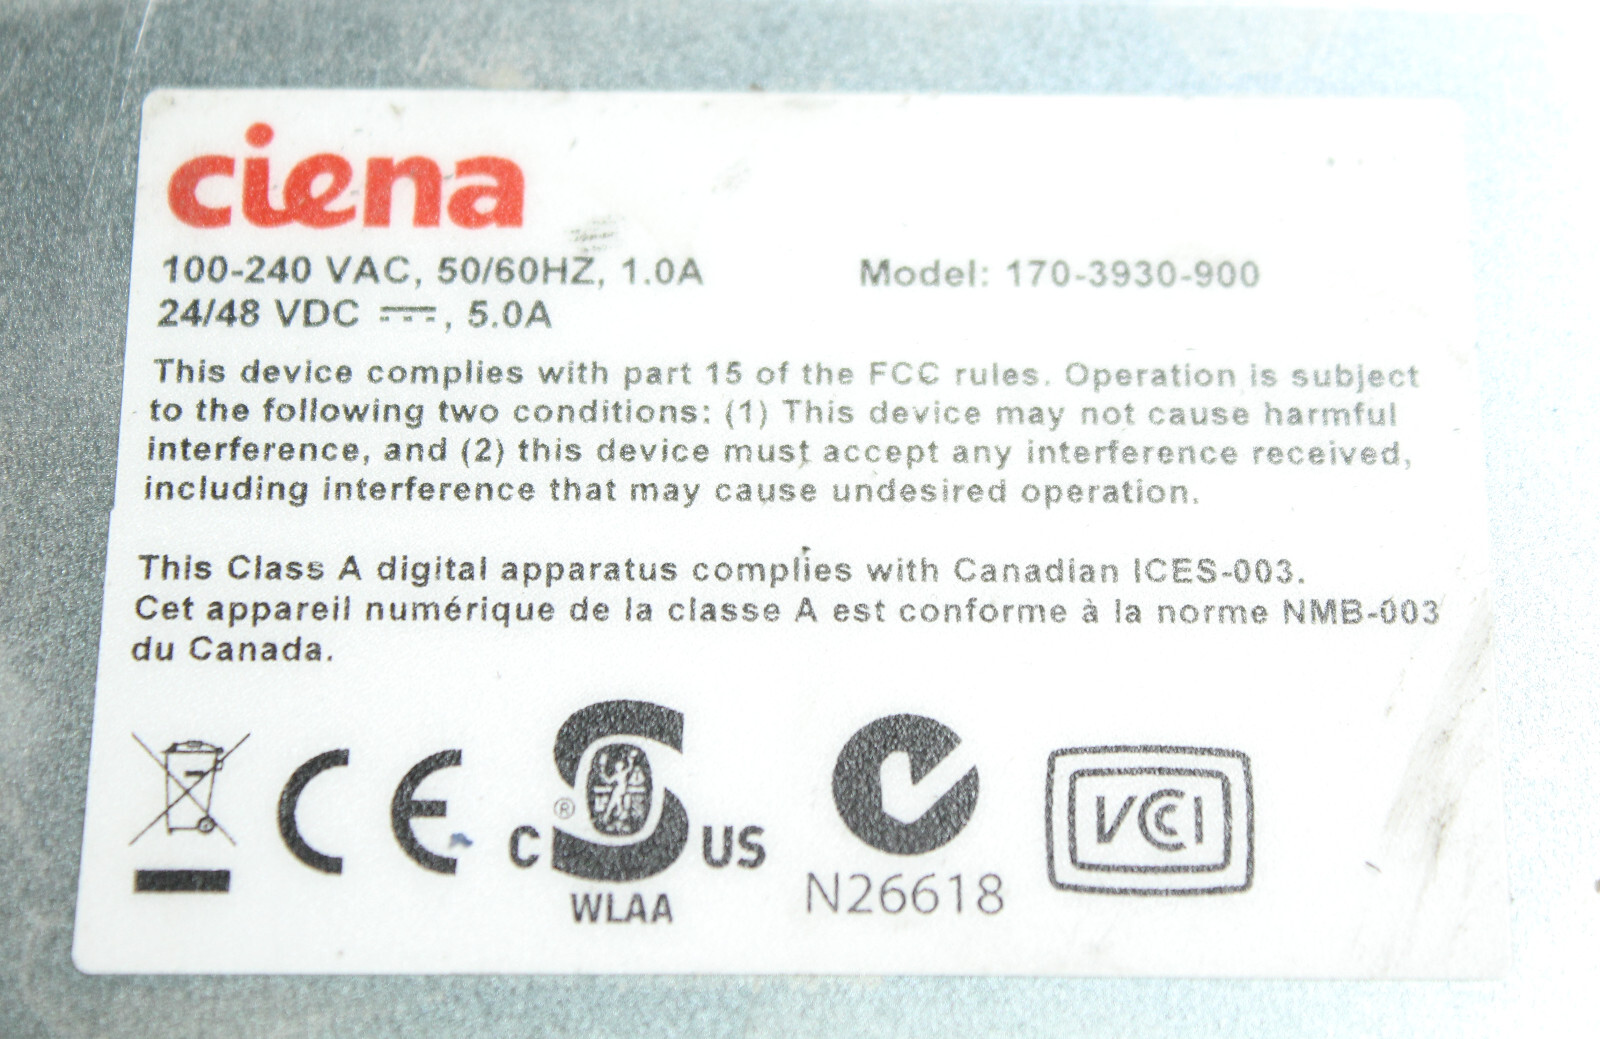 ciena
100-240 VAC, 50/60HZ, 1.0A Model: 170-3930-900
24/48 VDC ⎓, 5.0A
This device complies with part 15 of the FCC rules. Operation is subject
to the following two conditions: (1) This device may not cause harmful
interference, and (2) this device must accept any interference received,
including interference that may cause undesired operation.
This Class A digital apparatus complies with Canadian ICES-003.
Cet appareil numérique de la classe A est conforme à la norme NMB-003
du Canada.
CE
® C S US
WLAA
N26618
VCCI